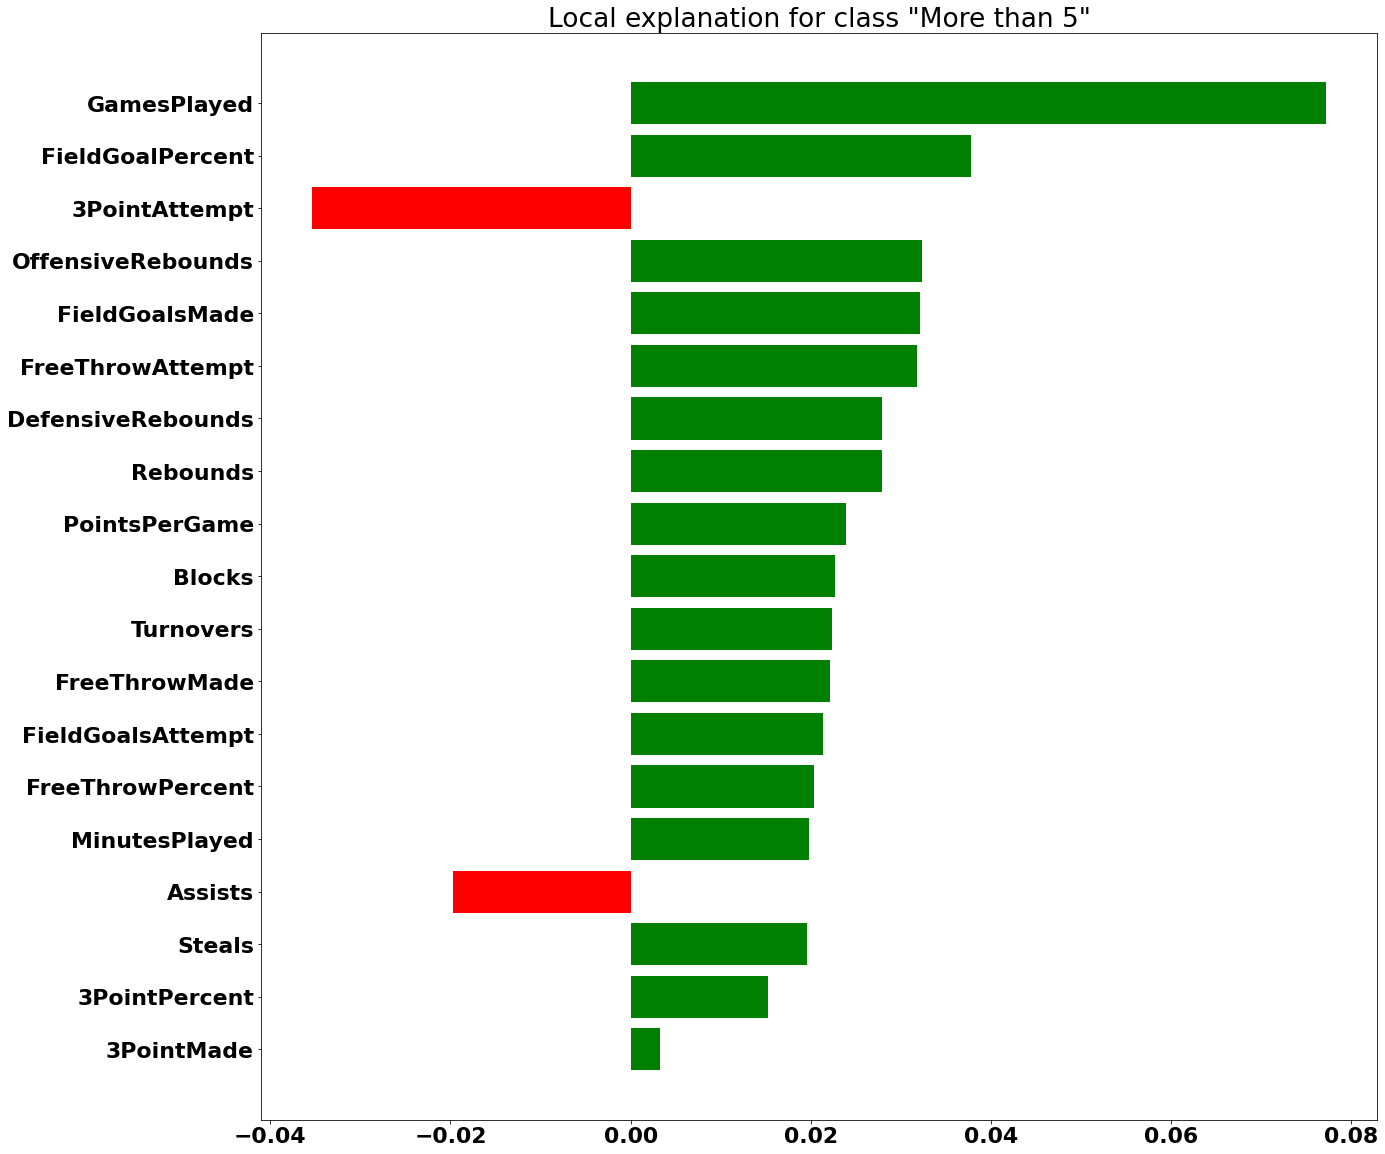 Local explanation for class "More than 5"
GamesPlayed
FieldGoalPercent
3PointAttempt
OffensiveRebounds
FieldGoalsMade
FreeThrowAttempt
DefensiveRebounds
Rebounds
PointsPerGame
Blocks
Turnovers
FreeThrowMade
FieldGoalsAttempt
FreeThrowPercent
MinutesPlayed
Assists
Steals
3PointPercent
3PointMade
−0.04 −0.02 0.00 0.02 0.04 0.06 0.08